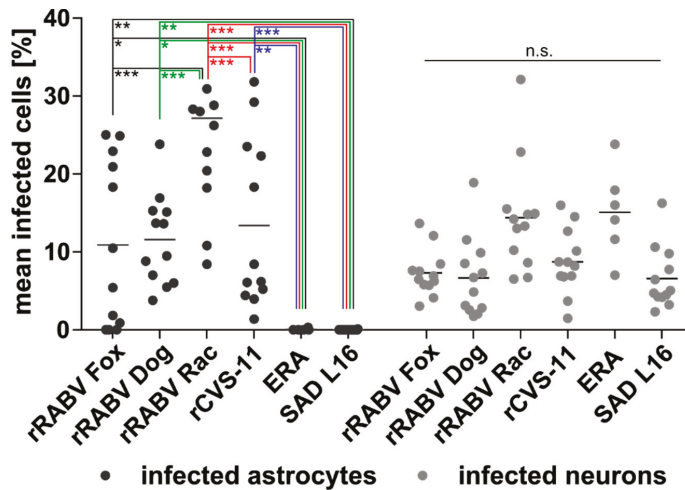 mean infected cells [%]
40
30
20
10
0
** ** *** ***
* * *** **
*** *** ***
n.s.
rRABV Fox
rRABV Dog
rRABV Rac
rCVS-11
ERA
SAD L16
rRABV Fox
rRABV Dog
rRABV Rac
rCVS-11
ERA
SAD L16
infected astrocytes
infected neurons